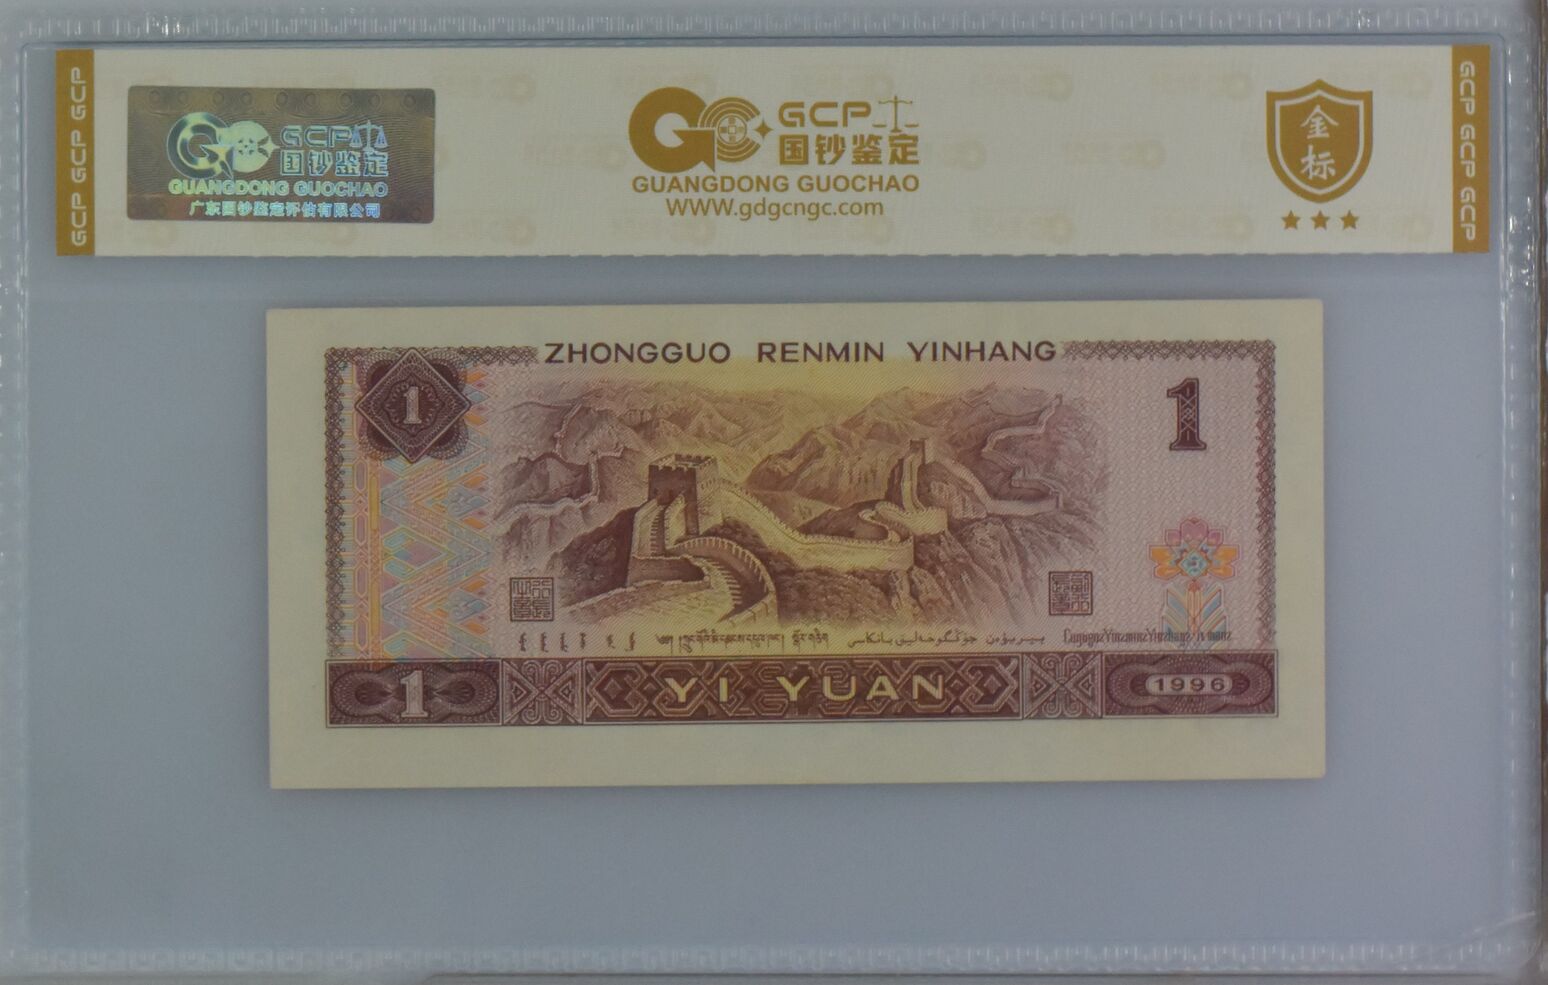 GCP GCP GCP
GCP
国钞鉴定
GUANGDONG GUOCHAO
广东国钞鉴定评估有限公司
GCP
国钞鉴定
GUANGDONG GUOCHAO
WWW.gdgcngc.com
金
标
GCP GCP GCP
ZHONGGUO RENMIN YINHANG
1
1
1
YI YUAN
1996